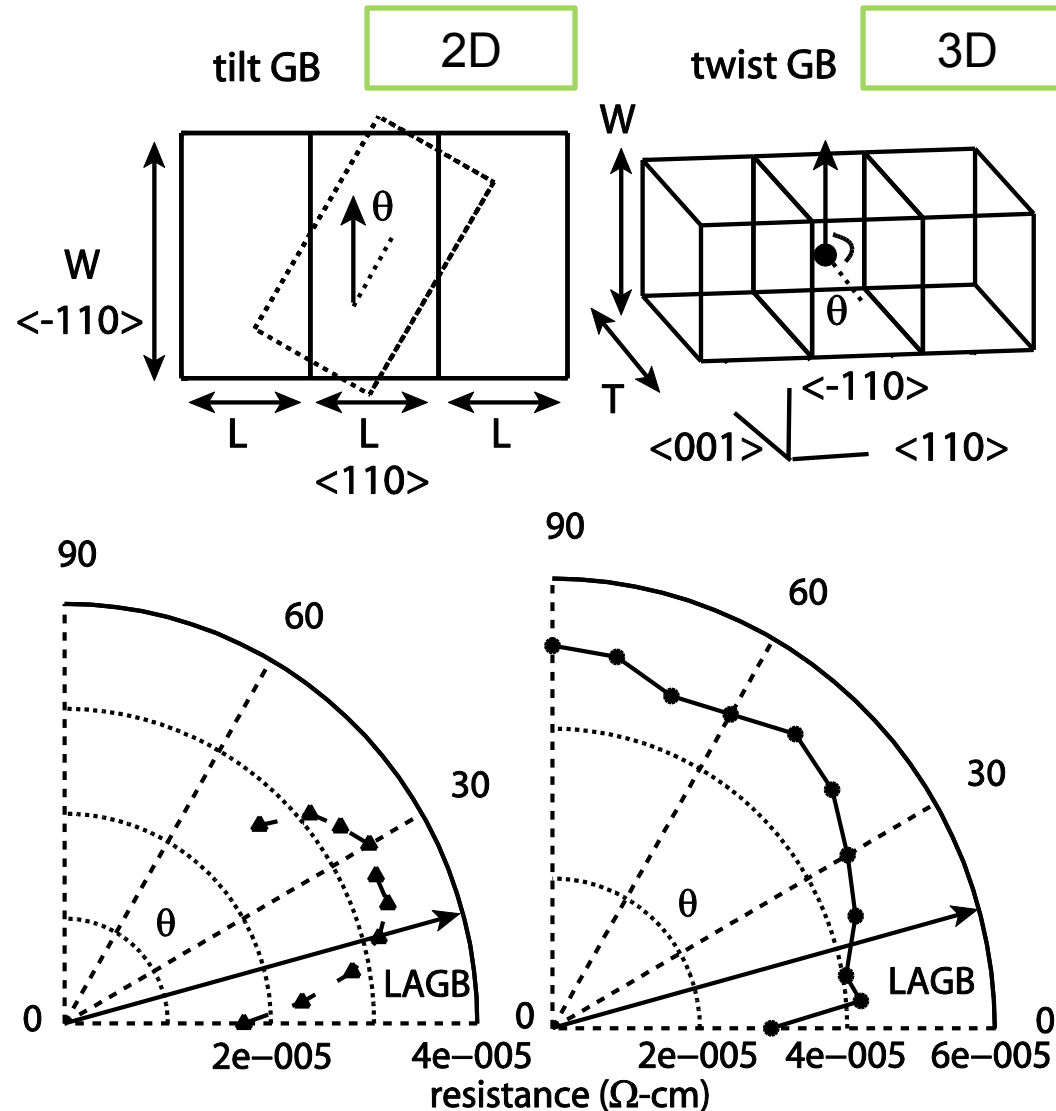 tilt GB
2D
twist GB
3D
W
<-110>
θ
L
L
L
<110>
W
θ
T
<-110>
<001>
<110>
90
60
30
θ
LAGB
0
2e−005
4e−005
90
60
30
θ
LAGB
0
0
2e−005
4e−005
6e−005
resistance (Ω-cm)